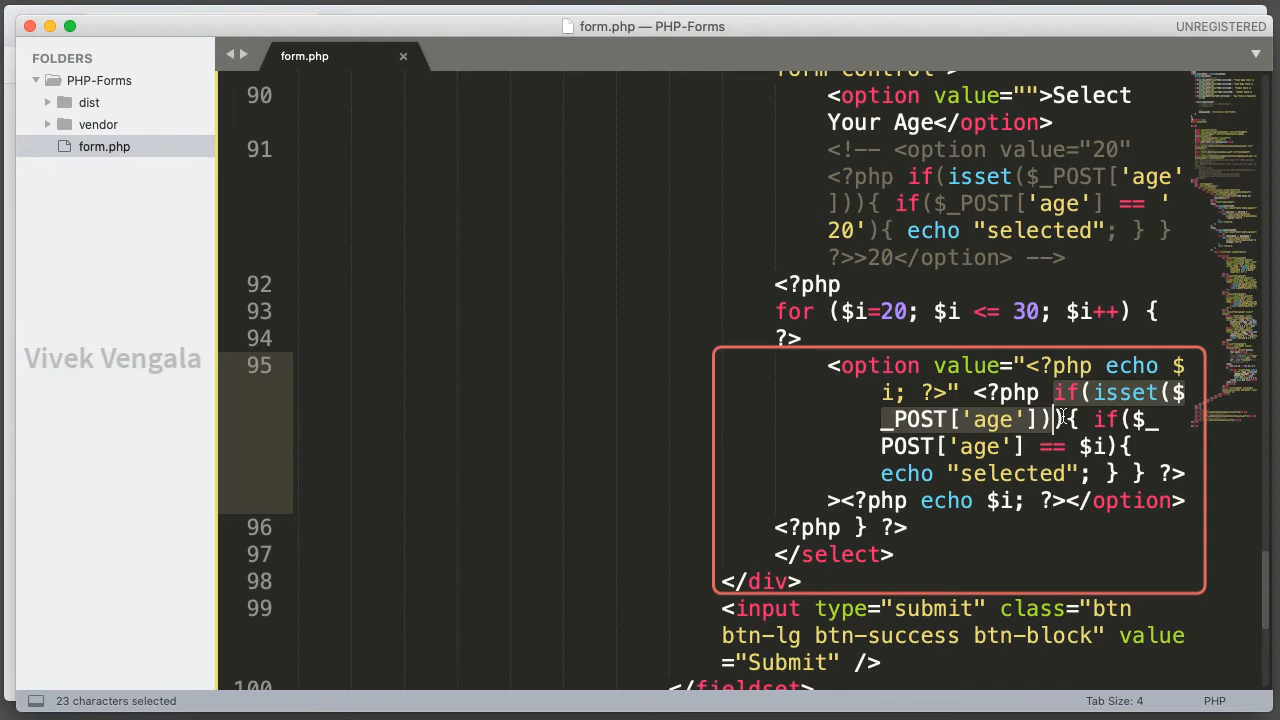 form.php — PHP-Forms
UNREGISTERED
FOLDERS
PHP-Forms
dist
vendor
form.php
Vivek Vengala
form.php
form-control">
90 <option value="">Select
Your Age</option>
91 <!-- <option value="20"
<?php if(isset($_POST['age'
])){ if($_POST['age'] == '
20'){ echo "selected"; } }
?>>20</option> -->
92 <?php
93 for ($i=20; $i <= 30; $i++) {
94 ?>
95 <option value="<?php echo $
i; ?>" <?php if(isset($
_POST['age'])){ if($_
POST['age'] == $i){
echo "selected"; } } ?>
><?php echo $i; ?></option>
96 <?php } ?>
97 </select>
98 </div>
99 <input type="submit" class="btn
btn-lg btn-success btn-block" value
="Submit" />
100 </fieldset>
23 characters selected
Tab Size: 4
PHP